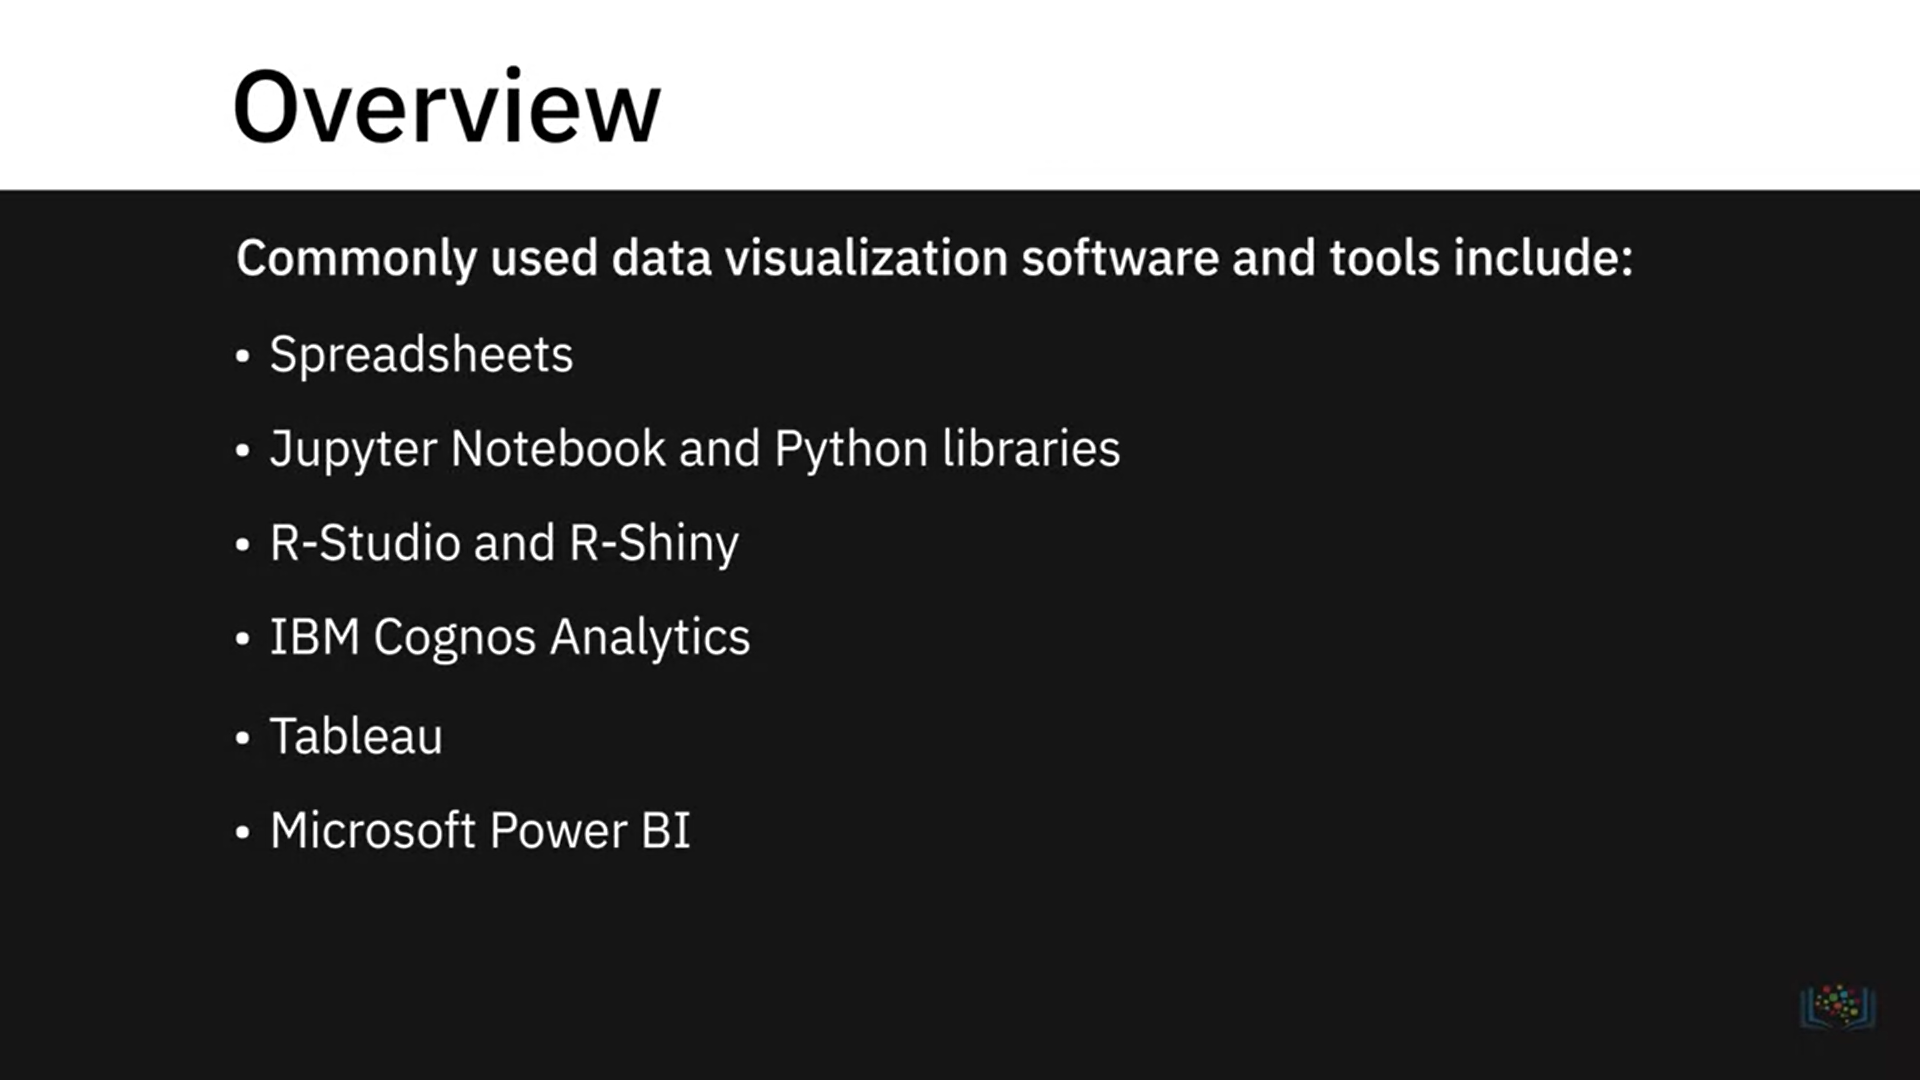 Overview
Commonly used data visualization software and tools include:
• Spreadsheets
• Jupyter Notebook and Python libraries
• R-Studio and R-Shiny
• IBM Cognos Analytics
• Tableau
• Microsoft Power BI